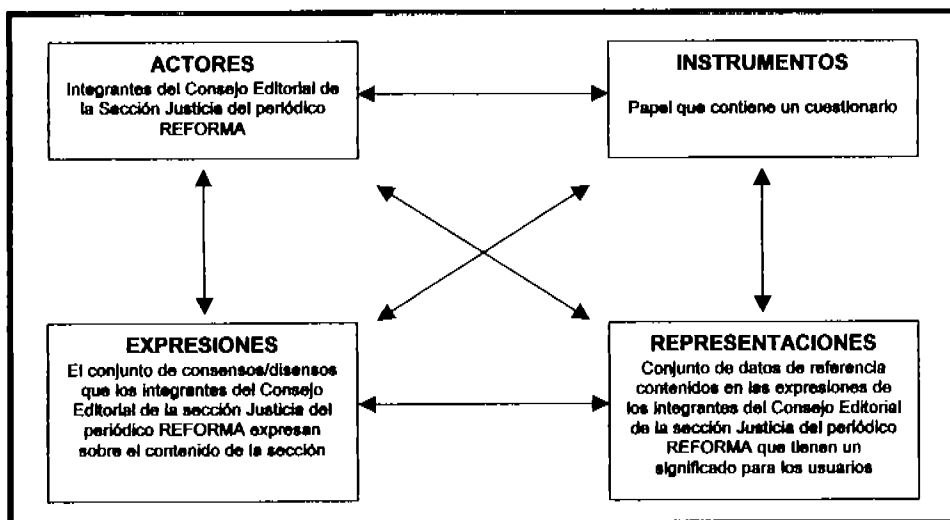 ACTORES
Integrantes del Consejo Editorial de
la Sección Justicia del periódico
REFORMA
INSTRUMENTOS
Papel que contiene un cuestionario
EXPRESIONES
El conjunto de consensos/disensos
que los integrantes del Consejo
Editorial de la sección Justicia del
periódico REFORMA expresan
sobre el contenido de la sección
REPRESENTACIONES
Conjunto de datos de referencia
contenidos en las expresiones de
los integrantes del Consejo Editorial
de la sección Justicia del periódico
REFORMA que tienen un
significado para los usuarios